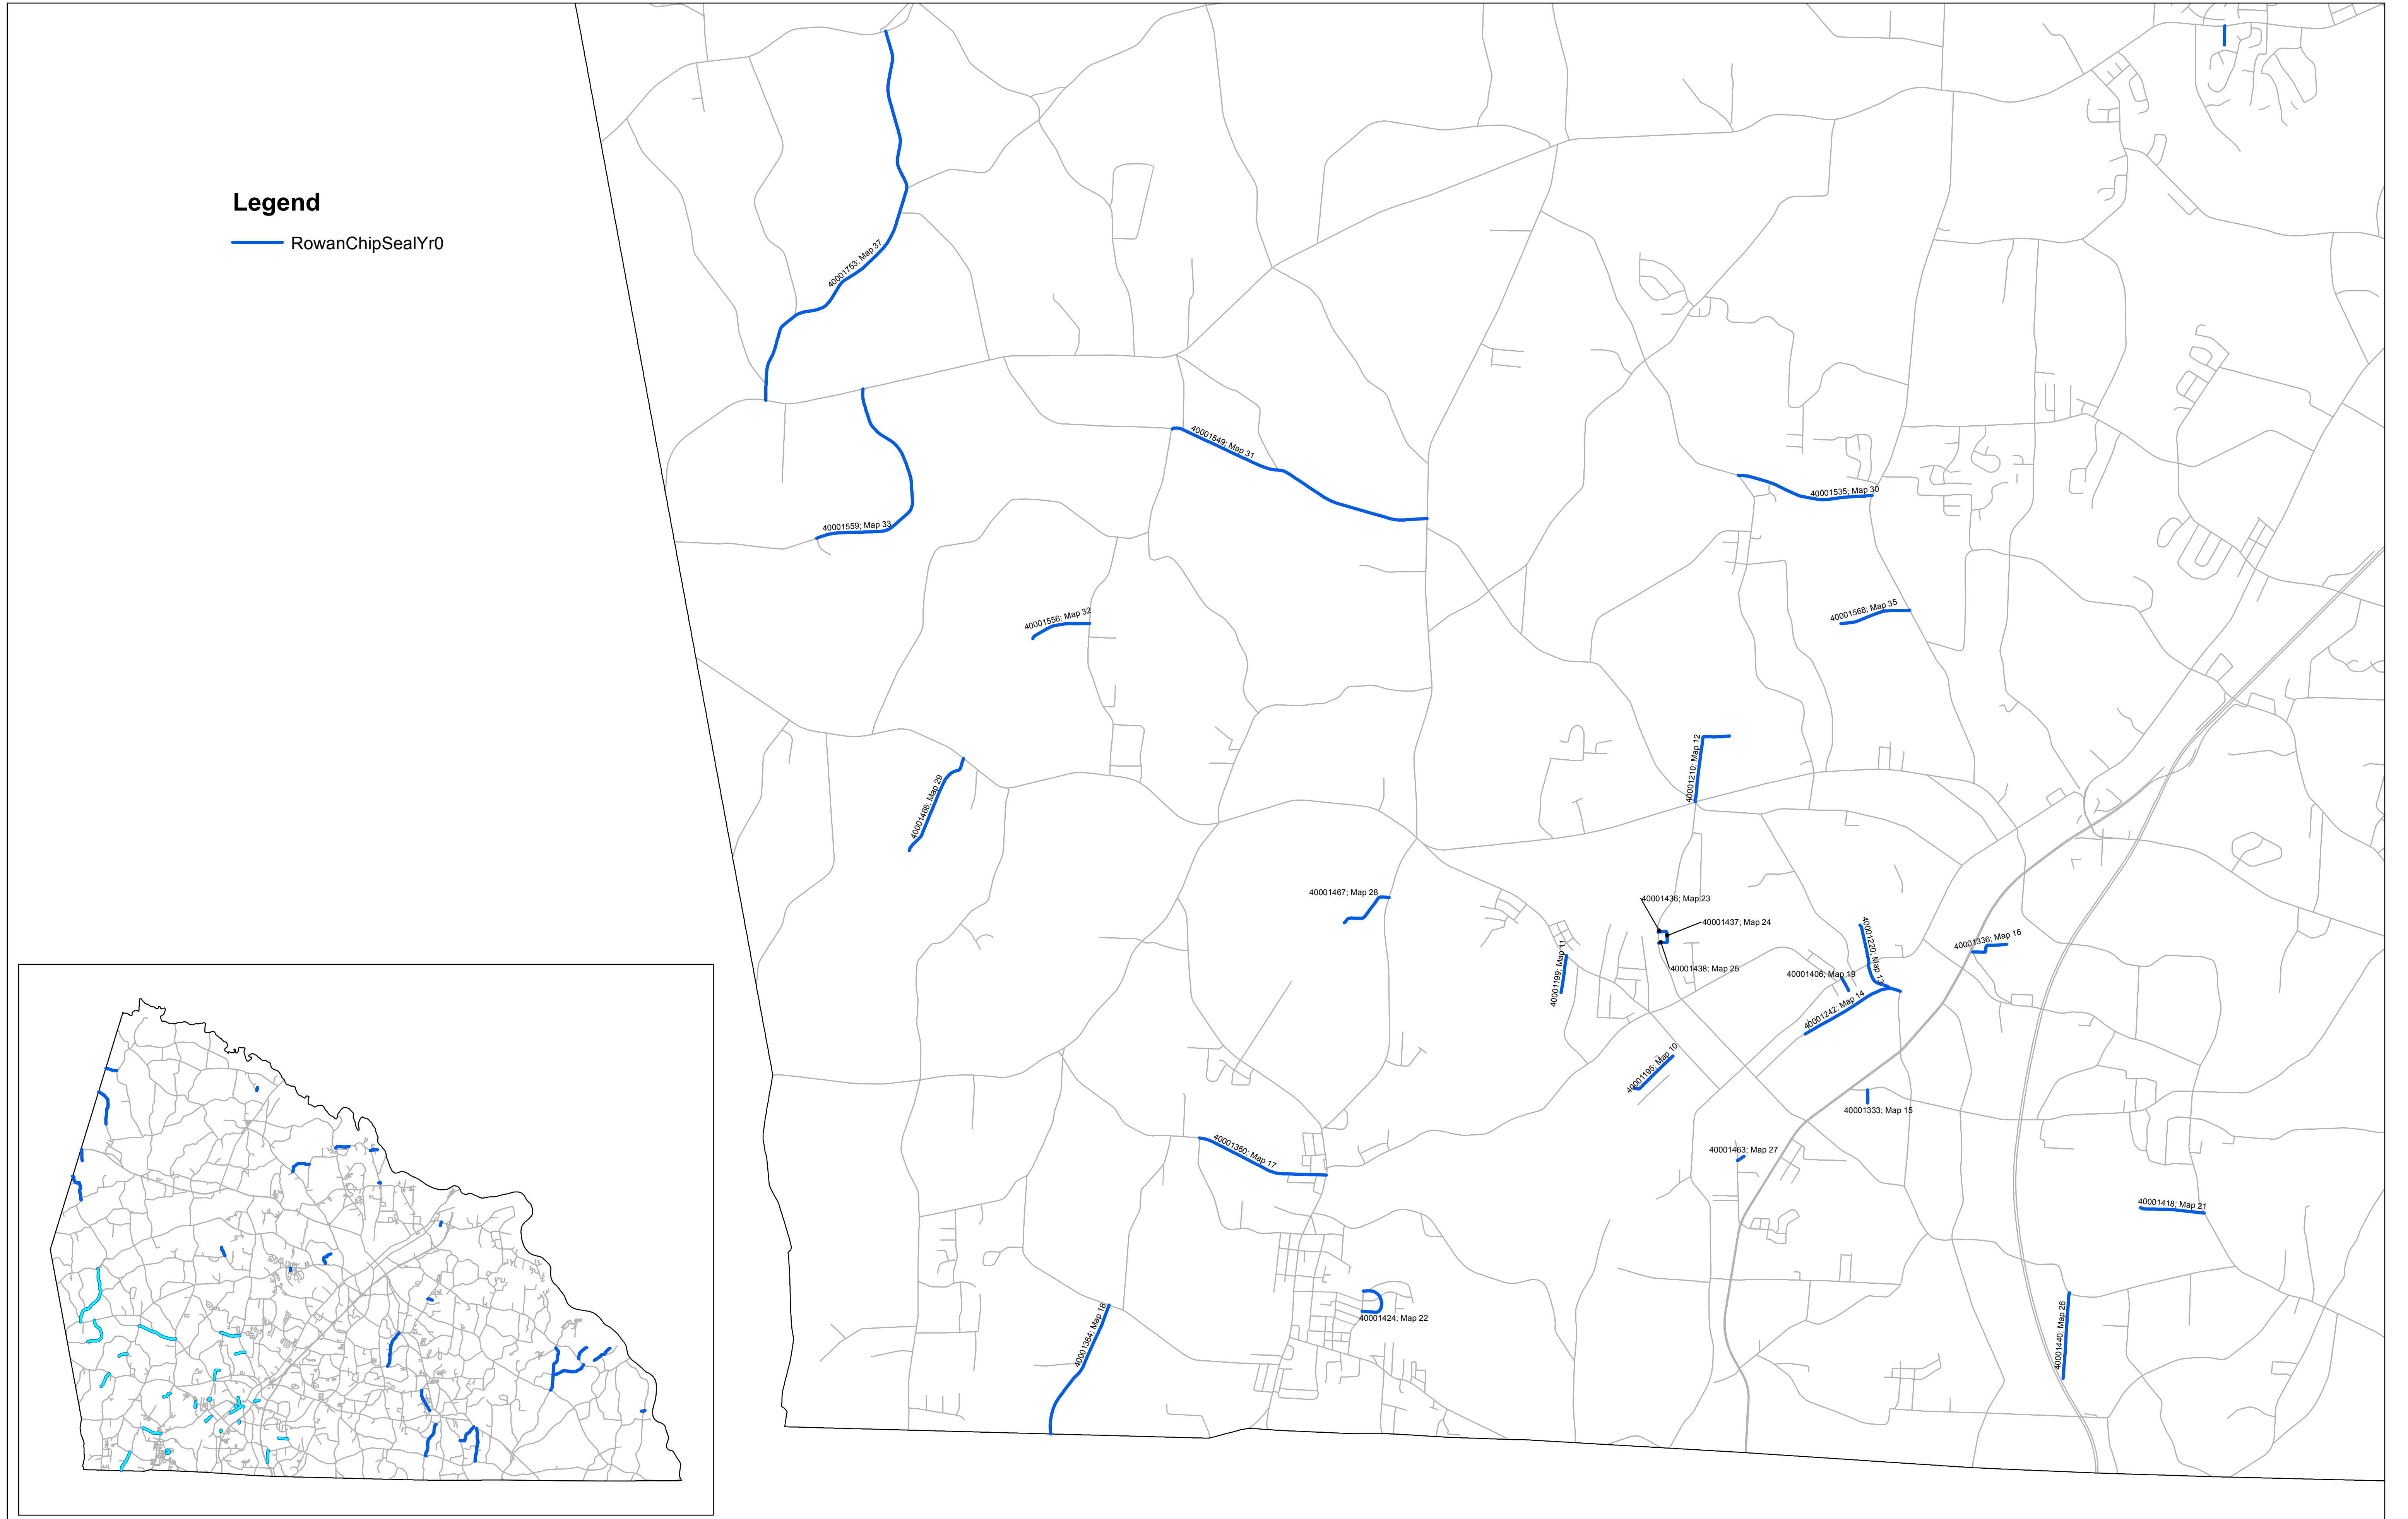 Legend
RowanChipSealYr0
40001753; Map 37
40001549; Map 31
40001535; Map 30
40001559; Map 33
40001556; Map 32
40001568; Map 35
40001210; Map 12
40001468; Map 29
40001467; Map 28
40001436; Map 23
40001437; Map 24
40001438; Map 25
40001199; Map 11
40001220; Map 13
40001336; Map 16
40001406; Map 19
40001242; Map 14
40001195; Map 10
40001333; Map 15
40001360; Map 17
40001463; Map 27
40001418; Map 21
40001424; Map 22
40001364; Map 18
40001440; Map 26